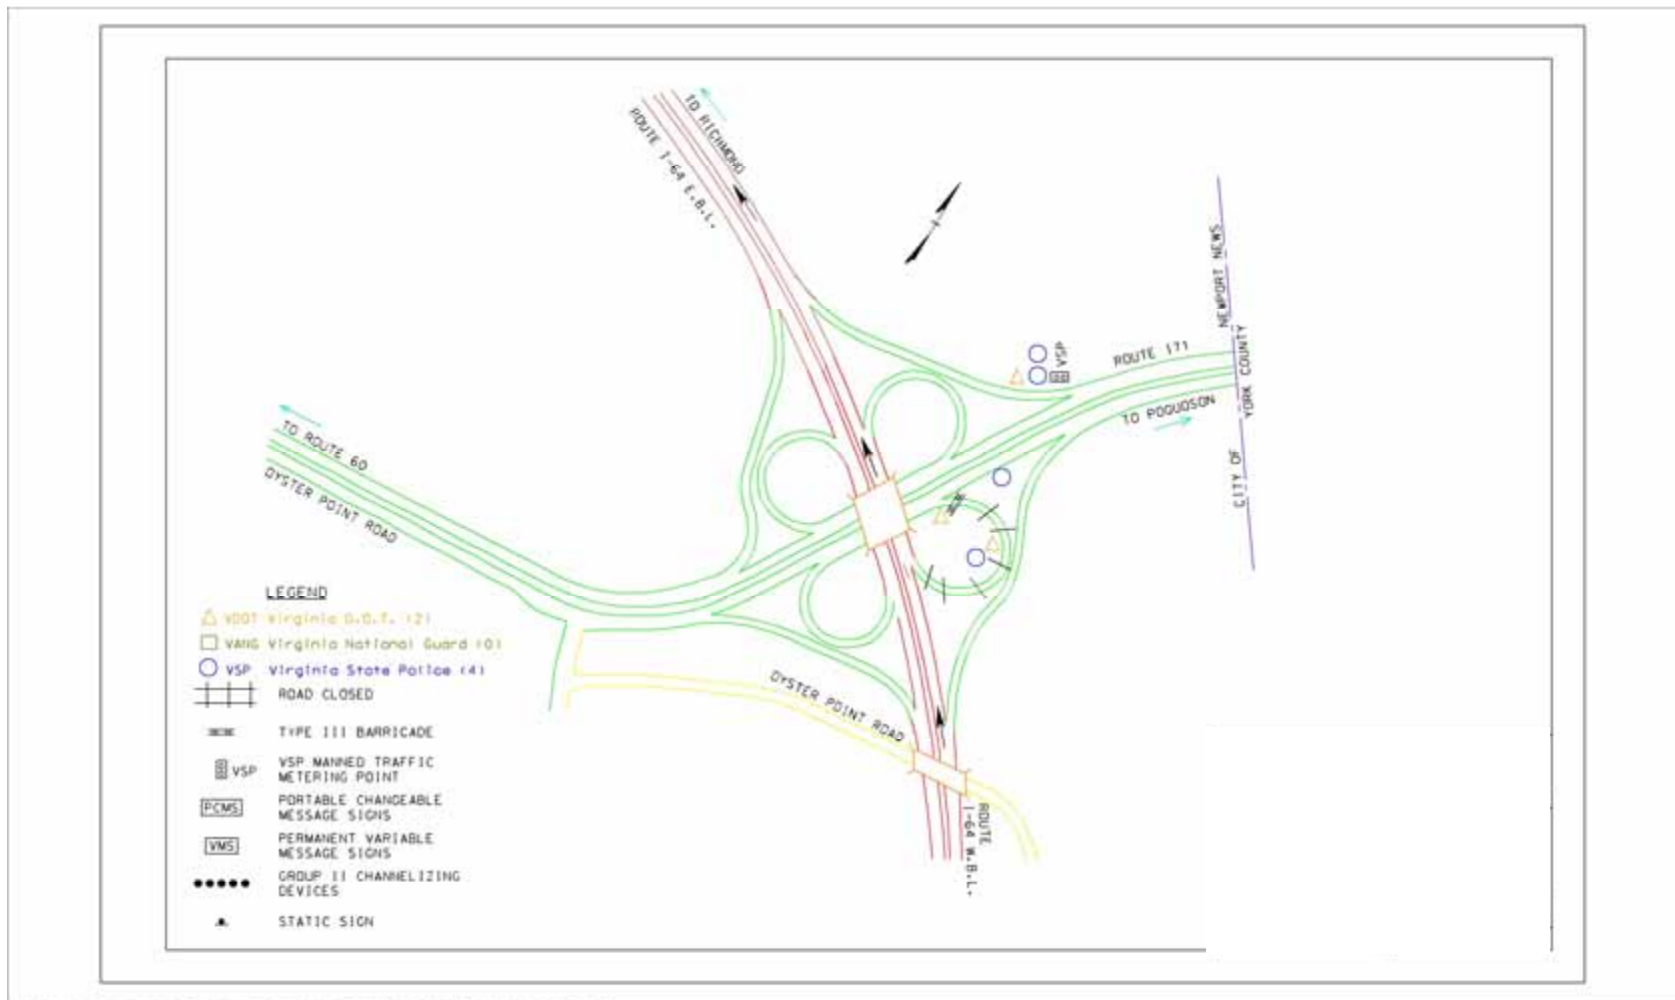 TO RICHMOND
ROUTE I-64 E.B.L.
NEWPORT NEWS
YORK COUNTY
CITY OF
VSP
ROUTE 171
TO POQUOSON
TO ROUTE 60
OYSTER POINT ROAD
OYSTER POINT ROAD
ROUTE
I-64 W.B.L.
LEGEND
VDOT Virginia D.O.T. (2)
VANG Virginia National Guard (0)
VSP Virginia State Police (4)
ROAD CLOSED
TYPE III BARRICADE
VSP
VSP MANNED TRAFFIC
METERING POINT
PCMS
PORTABLE CHANGEABLE
MESSAGE SIGNS
VMS
PERMANENT VARIABLE
MESSAGE SIGNS
GROUP II CHANNELIZING
DEVICES
STATIC SIGN